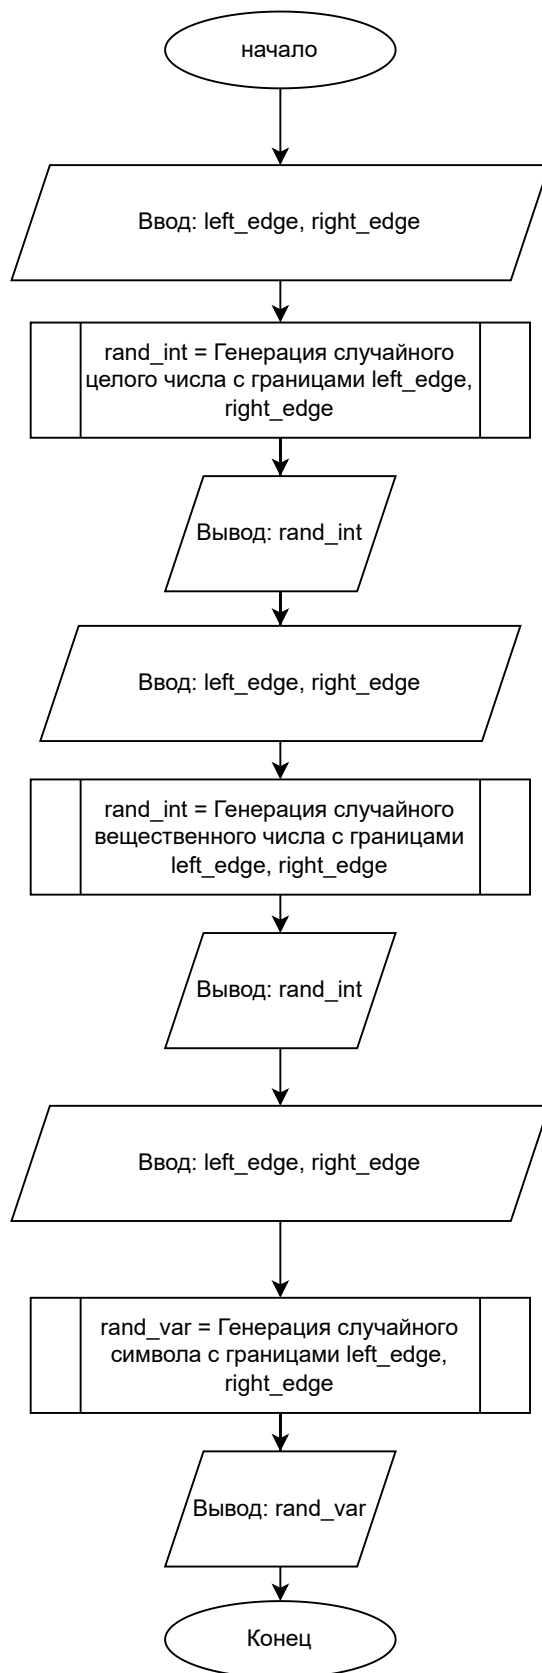 начало
Ввод: left_edge, right_edge
rand_int = Генерация случайного
целого числа с границами left_edge,
right_edge
Вывод: rand_int
Ввод: left_edge, right_edge
rand_int = Генерация случайного
вещественного числа с границами
left_edge, right_edge
Вывод: rand_int
Ввод: left_edge, right_edge
rand_var = Генерация случайного
символа с границами left_edge,
right_edge
Вывод: rand_var
Конец